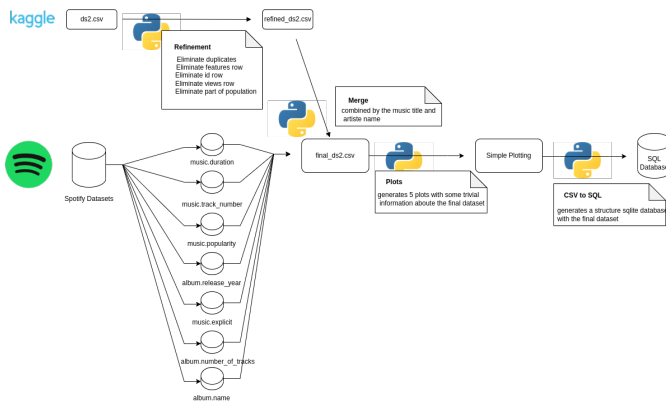 kaggle
ds2.csv
refined_ds2.csv
Refinement
Eliminate duplicates
Eliminate features row
Eliminate id row
Eliminate views row
Eliminate part of population
Merge
combined by the music title and
artiste name
Spotify Datasets
music.duration
music.track_number
music.popularity
album.release_year
music.explicit
album.number_of_tracks
album.name
final_ds2.csv
Plots
generates 5 plots with some trivial
information aboute the final dataset
Simple Plotting
CSV to SQL
generates a structure sqlite database
with the final dataset
SQL
Database